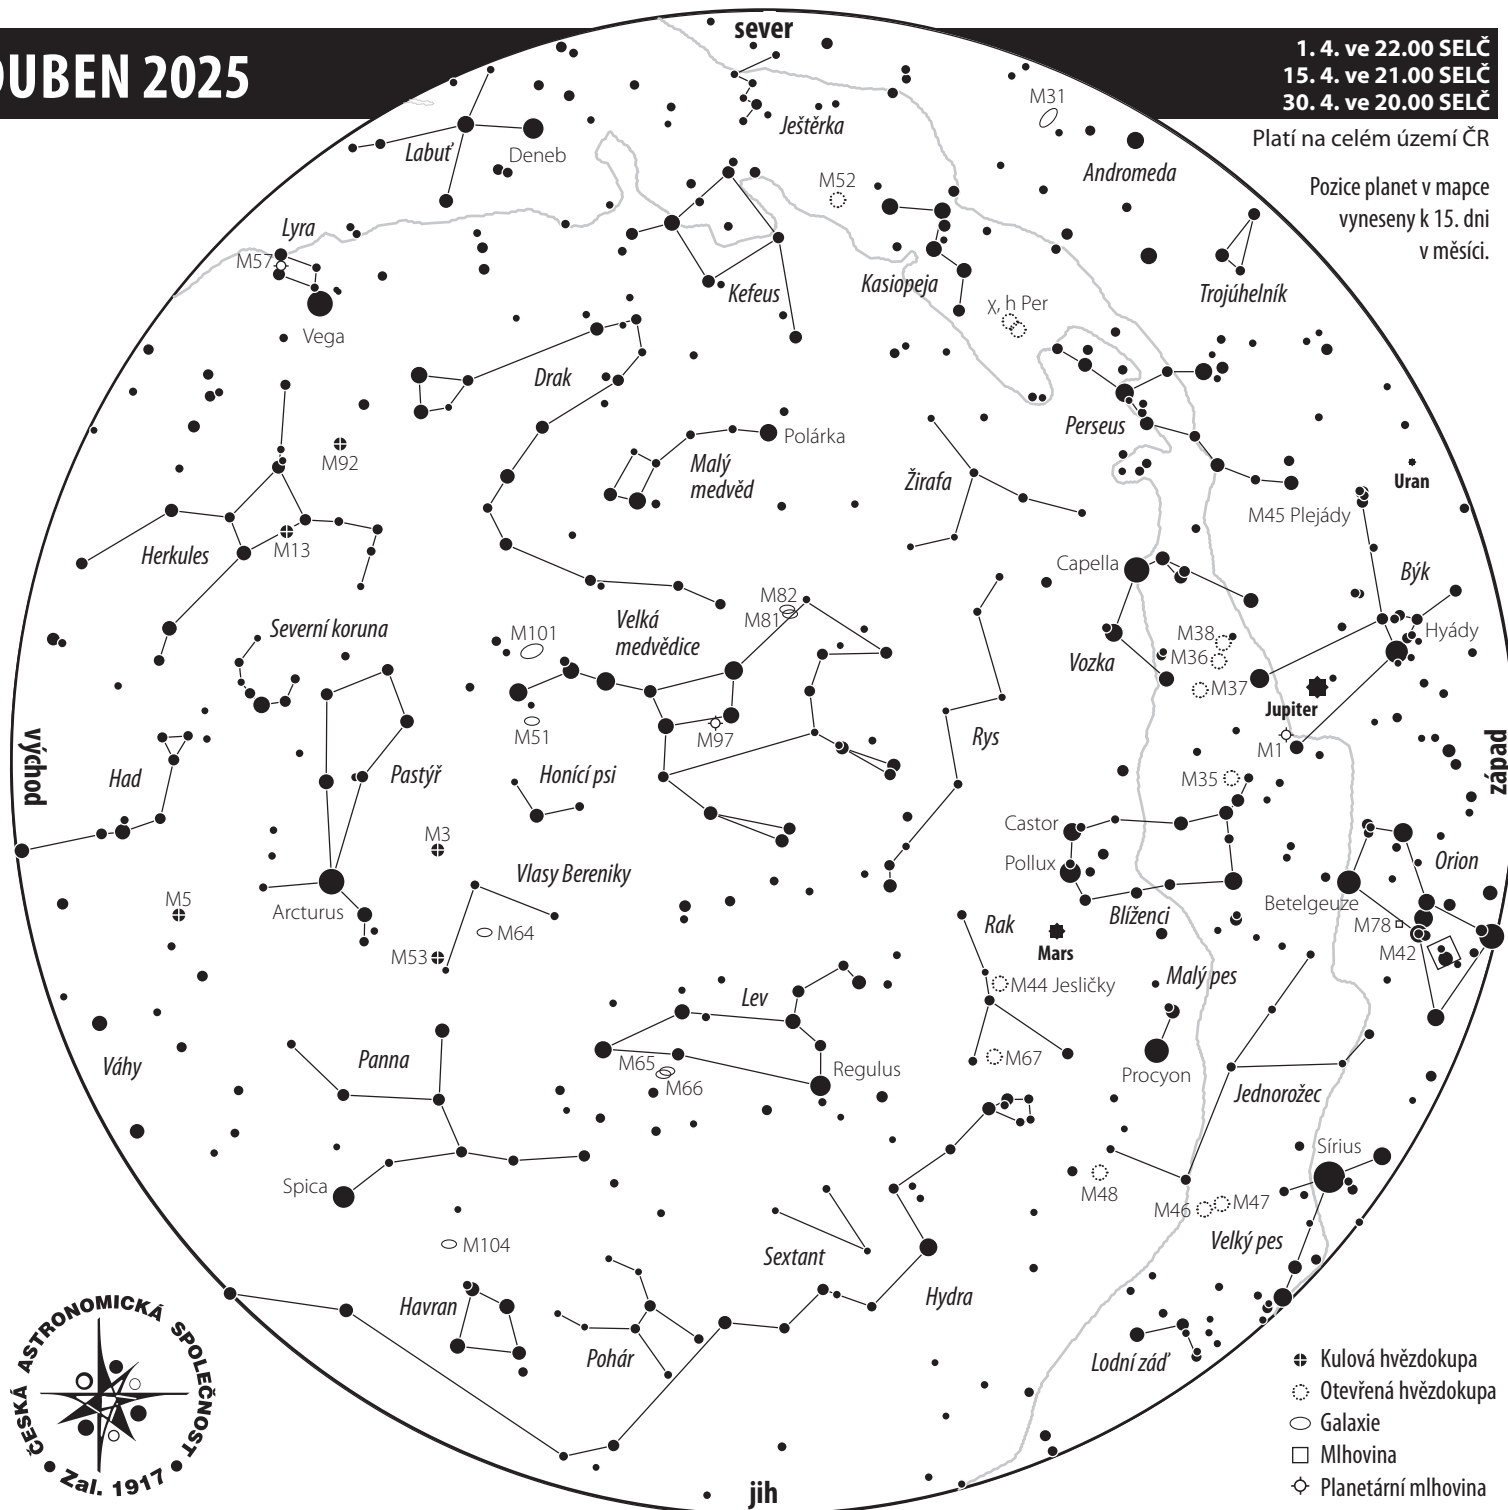 DUBEN 2025
1. 4. ve 22.00 SELČ
15. 4. ve 21.00 SELČ
30. 4. ve 20.00 SELČ
Platí na celém území ČR
Pozice planet v mapce
vyneseny k 15. dni
v měsíci.
sever
M31
Ještěrka
Labuť
Deneb
Andromeda
M52
Lyra
M57
Kefeus
Kasiopeja
Trojúhelník
χ, h Per
Vega
Drak
Perseus
Polárka
M92
Malý
medvěd
Žirafa
Uran
M45 Plejády
Herkules
M13
Capella
Býk
M82
M81
Velká
medvědice
Severní koruna
M101
Hyády
M38
M36
Vozka
M37
Jupiter
M51
M97
Rys
M1
východ
západ
Had
Pastýř
Honící psi
M35
Castor
M3
Pollux
Orion
Vlasy Bereniky
M5
Arcturus
Betelgeuze
Blíženci
Rak
M64
M78
Mars
M42
M53
M44 Jesličky
Malý pes
Lev
Váhy
Panna
M65
M66
Regulus
M67
Procyon
Jednorožec
Sírius
Spica
M48
M46
M47
M104
Sextant
Velký pes
Havran
Hydra
Pohár
Lodní záď
ČESKÁ ASTRONOMICKÁ SPOLEČNOST
Zal. 1917
Kulová hvězdokupa
Otevřená hvězdokupa
Galaxie
Mlhovina
Planetární mlhovina
jih